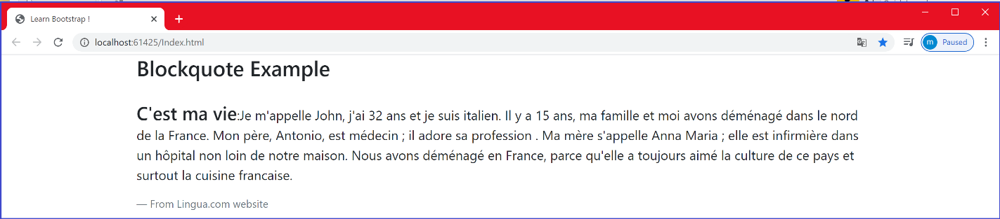 Learn Bootstrap !
localhost:61425/Index.html
m Paused
Blockquote Example
C'est ma vie:Je m'appelle John, j'ai 32 ans et je suis italien. Il y a 15 ans, ma famille et moi avons déménagé dans le nord
de la France. Mon père, Antonio, est médecin ; il adore sa profession . Ma mère s'appelle Anna Maria ; elle est infirmière dans
un hôpital non loin de notre maison. Nous avons déménagé en France, parce qu'elle a toujours aimé la culture de ce pays et
surtout la cuisine francaise.
— From Lingua.com website